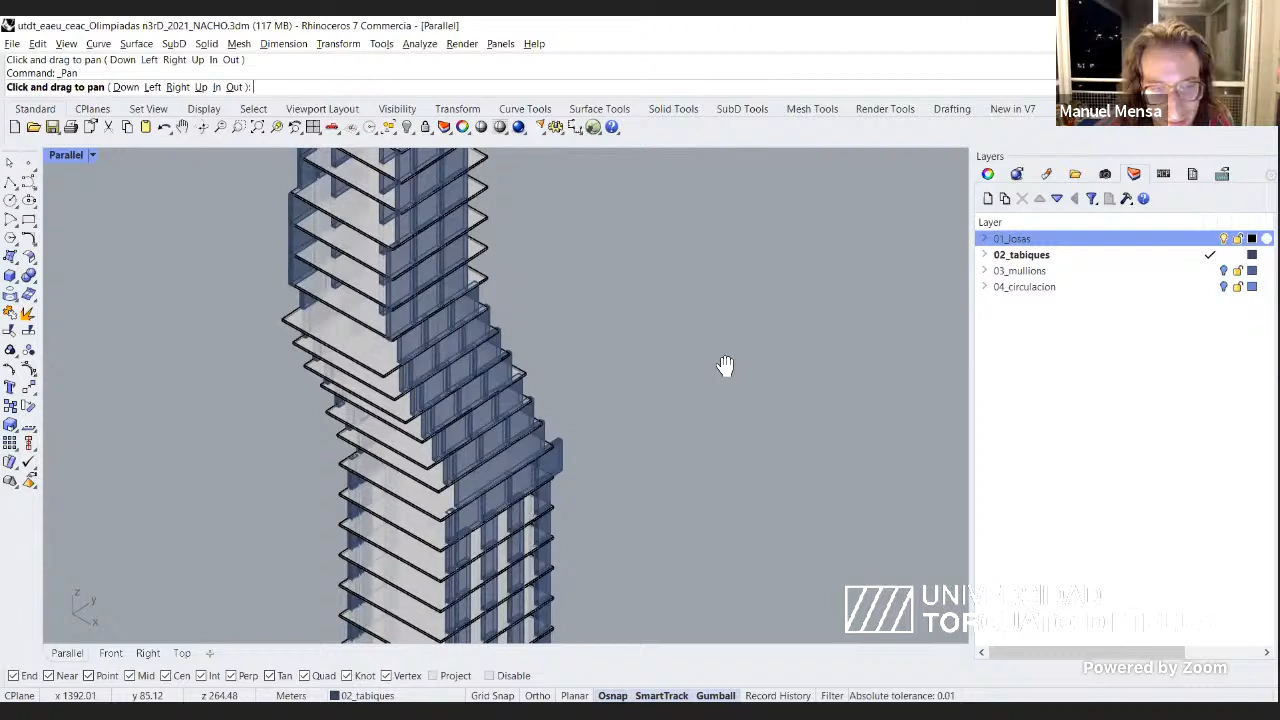 utdt_eaeu_ceac_Olimpiadas n3rD_2021_NACHO.3dm (117 MB) - Rhinoceros 7 Commercia - [Parallel]
File Edit View Curve Surface SubD Solid Mesh Dimension Transform Tools Analyze Render Panels Help
Click and drag to pan ( Down Left Right Up In Out )
Command: _Pan
Click and drag to pan ( Down Left Right Up In Out ):
Manuel Mensa
Standard CPlanes Set View Display Select Viewport Layout Visibility Transform Curve Tools Surface Tools Solid Tools SubD Tools Mesh Tools Render Tools Drafting New in V7
Parallel
Layers
Layer
01_losas
02_tabiques
03_mullions
04_circulacion
z
y
x
UNIVERSIDAD
TORCUATO DI TELLA
Parallel Front Right Top
Powered by Zoom
End Near Point Mid Cen Int Perp Tan Quad Knot Vertex Project Disable
CPlane x 1392.01 y 85.12 z 264.48 Meters 02_tabiques Grid Snap Ortho Planar Osnap SmartTrack Gumball Record History Filter Absolute tolerance: 0.01